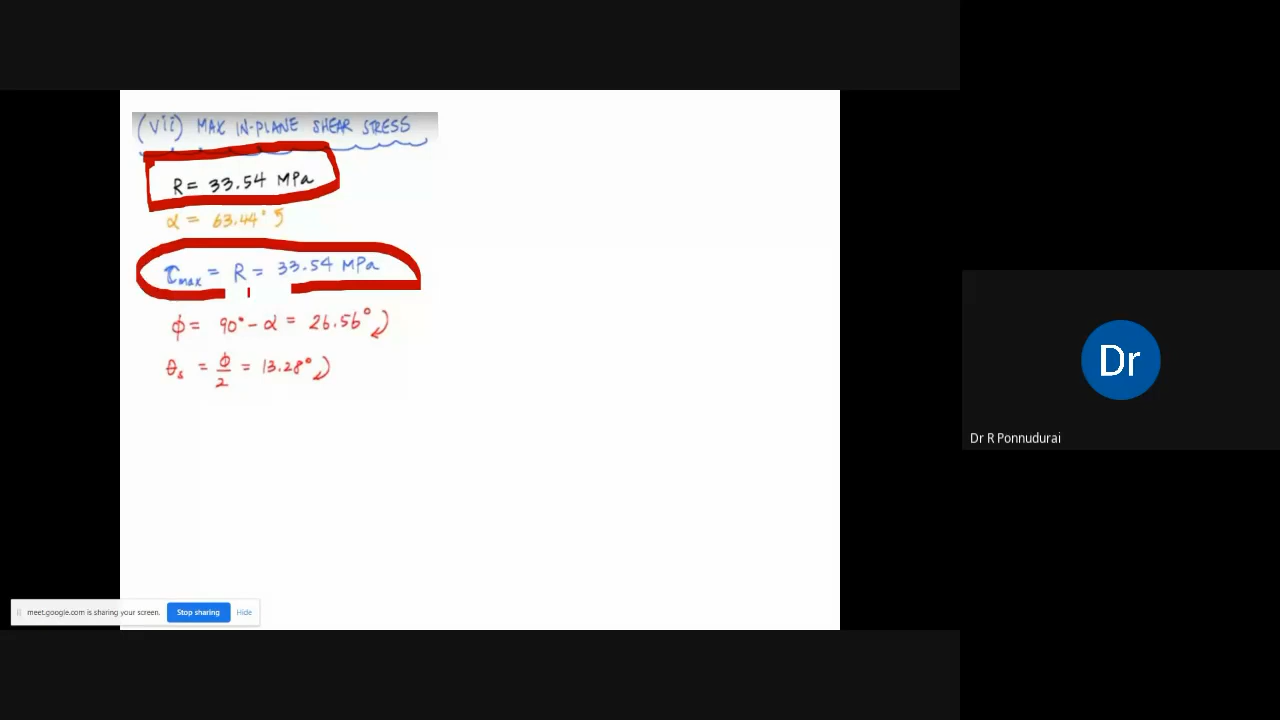 (vii) MAX IN-PLANE SHEAR STRESS
R = 33.54 MPa
α = 63.44°
τmax = R = 33.54 MPa
ϕ = 90° - α = 26.56°
θs = ϕ/2 = 13.28°
Dr
Dr R Ponnudurai
meet.google.com is sharing your screen. Stop sharing Hide